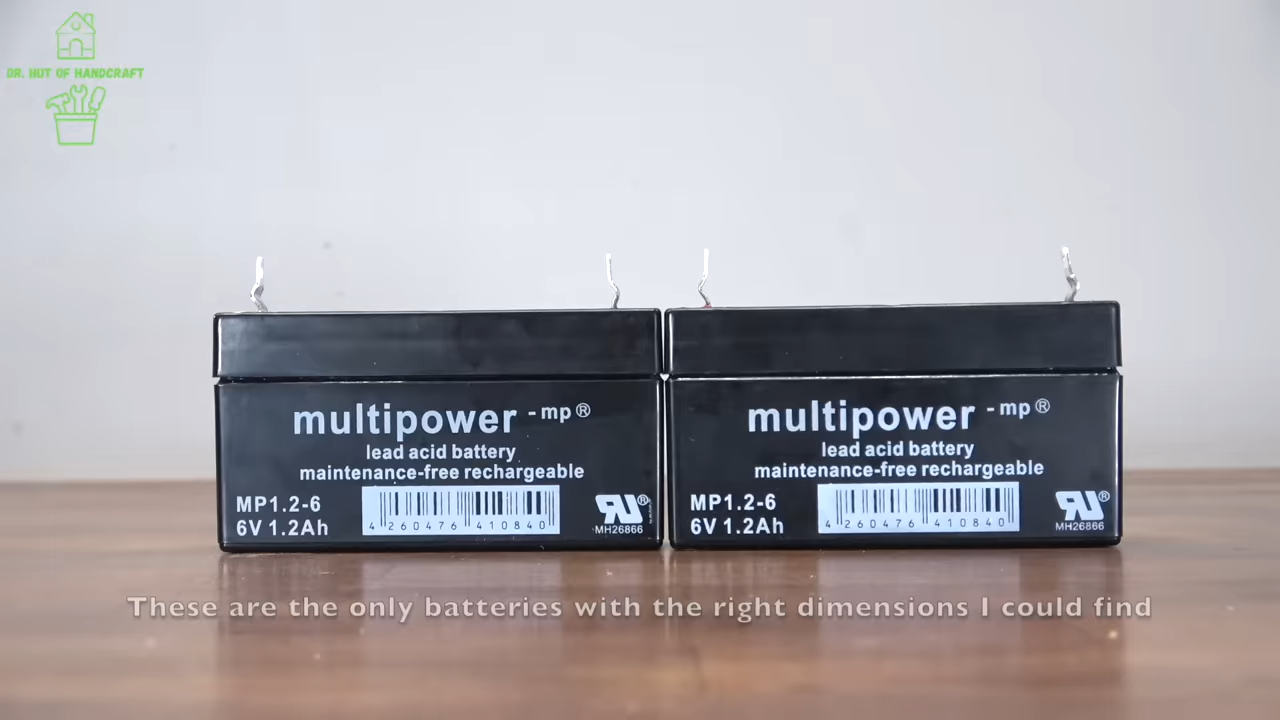 DR. HUT OF HANDCRAFT
multipower -mp®
lead acid battery
maintenance-free rechargeable
MP1.2-6
6V 1.2Ah
4 260476 410840
MH26866
multipower -mp®
lead acid battery
maintenance-free rechargeable
MP1.2-6
6V 1.2Ah
4 260476 410840
MH26866
These are the only batteries with the right dimensions I could find